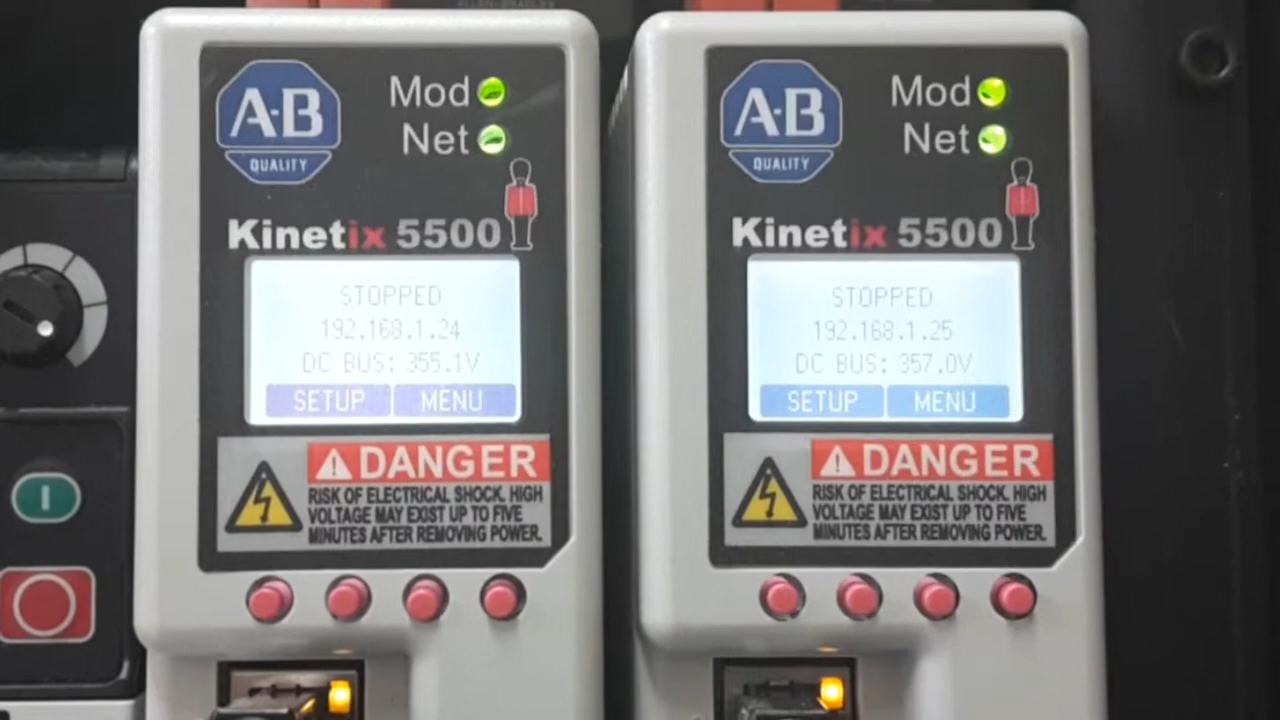 ALLEN-BRADLEY
A-B
QUALITY
Mod
Net
Kinetix 5500
STOPPED
192.168.1.24
DC BUS: 355.1V
SETUP MENU
DANGER
RISK OF ELECTRICAL SHOCK. HIGH
VOLTAGE MAY EXIST UP TO FIVE
MINUTES AFTER REMOVING POWER.
A-B
QUALITY
Mod
Net
Kinetix 5500
STOPPED
192.168.1.25
DC BUS: 357.0V
SETUP MENU
DANGER
RISK OF ELECTRICAL SHOCK. HIGH
VOLTAGE MAY EXIST UP TO FIVE
MINUTES AFTER REMOVING POWER.